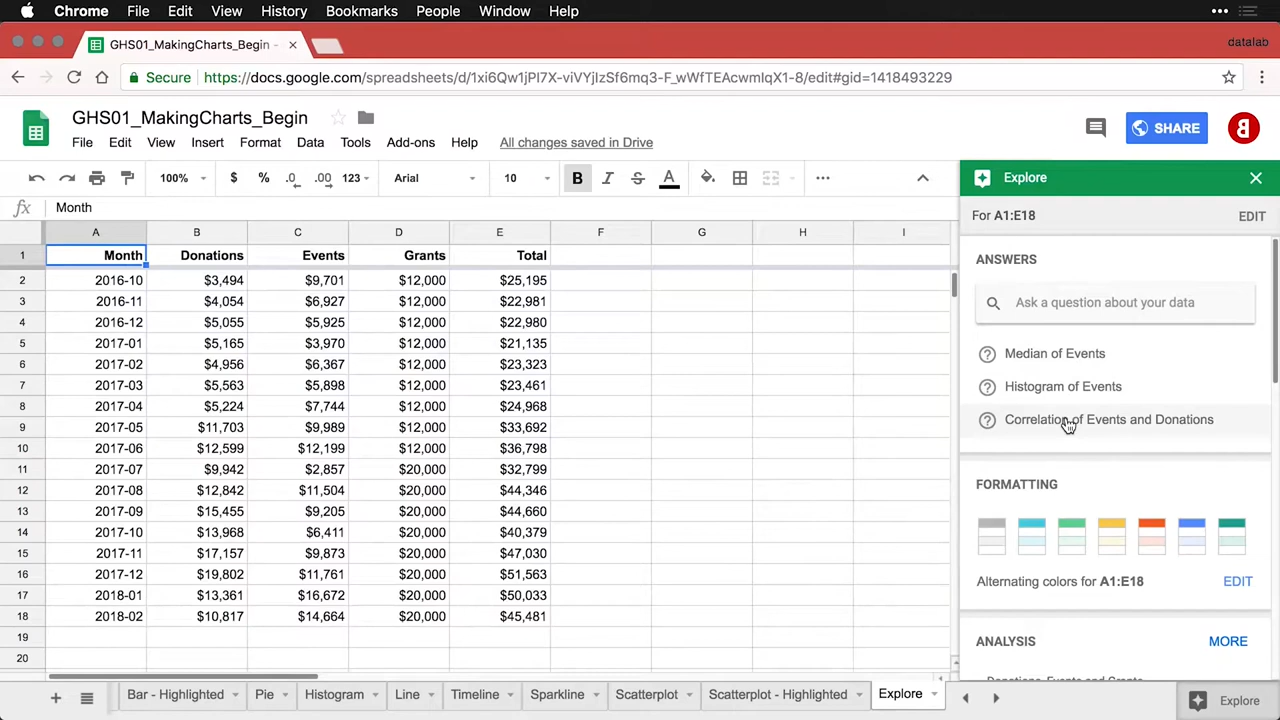 Chrome File Edit View History Bookmarks People Window Help
GHS01_MakingCharts_Begin - × datalab
Secure https://docs.google.com/spreadsheets/d/1xi6Qw1jPI7X-viVYjIzSf6mq3-F_wWfTEAcwmIqX1-8/edit#gid=1418493229
GHS01_MakingCharts_Begin
SHARE
File Edit View Insert Format Data Tools Add-ons Help All changes saved in Drive
100% $ % .0 .00 123 Arial 10 B I S A
Explore
fx Month
For A1:E18 EDIT
A B C D E F G H I
1 Month Donations Events Grants Total
2 2016-10 $3,494 $9,701 $12,000 $25,195
3 2016-11 $4,054 $6,927 $12,000 $22,981
4 2016-12 $5,055 $5,925 $12,000 $22,980
5 2017-01 $5,165 $3,970 $12,000 $21,135
6 2017-02 $4,956 $6,367 $12,000 $23,323
7 2017-03 $5,563 $5,898 $12,000 $23,461
8 2017-04 $5,224 $7,744 $12,000 $24,968
9 2017-05 $11,703 $9,989 $12,000 $33,692
10 2017-06 $12,599 $12,199 $12,000 $36,798
11 2017-07 $9,942 $2,857 $20,000 $32,799
12 2017-08 $12,842 $11,504 $20,000 $44,346
13 2017-09 $15,455 $9,205 $20,000 $44,660
14 2017-10 $13,968 $6,411 $20,000 $40,379
15 2017-11 $17,157 $9,873 $20,000 $47,030
16 2017-12 $19,802 $11,761 $20,000 $51,563
17 2018-01 $13,361 $16,672 $20,000 $50,033
18 2018-02 $10,817 $14,664 $20,000 $45,481
19
20
ANSWERS
Ask a question about your data
Median of Events
Histogram of Events
Correlation of Events and Donations
FORMATTING
Alternating colors for A1:E18 EDIT
ANALYSIS MORE
Donations, Events and Grants
Bar - Highlighted Pie Histogram Line Timeline Sparkline Scatterplot Scatterplot - Highlighted Explore
Explore